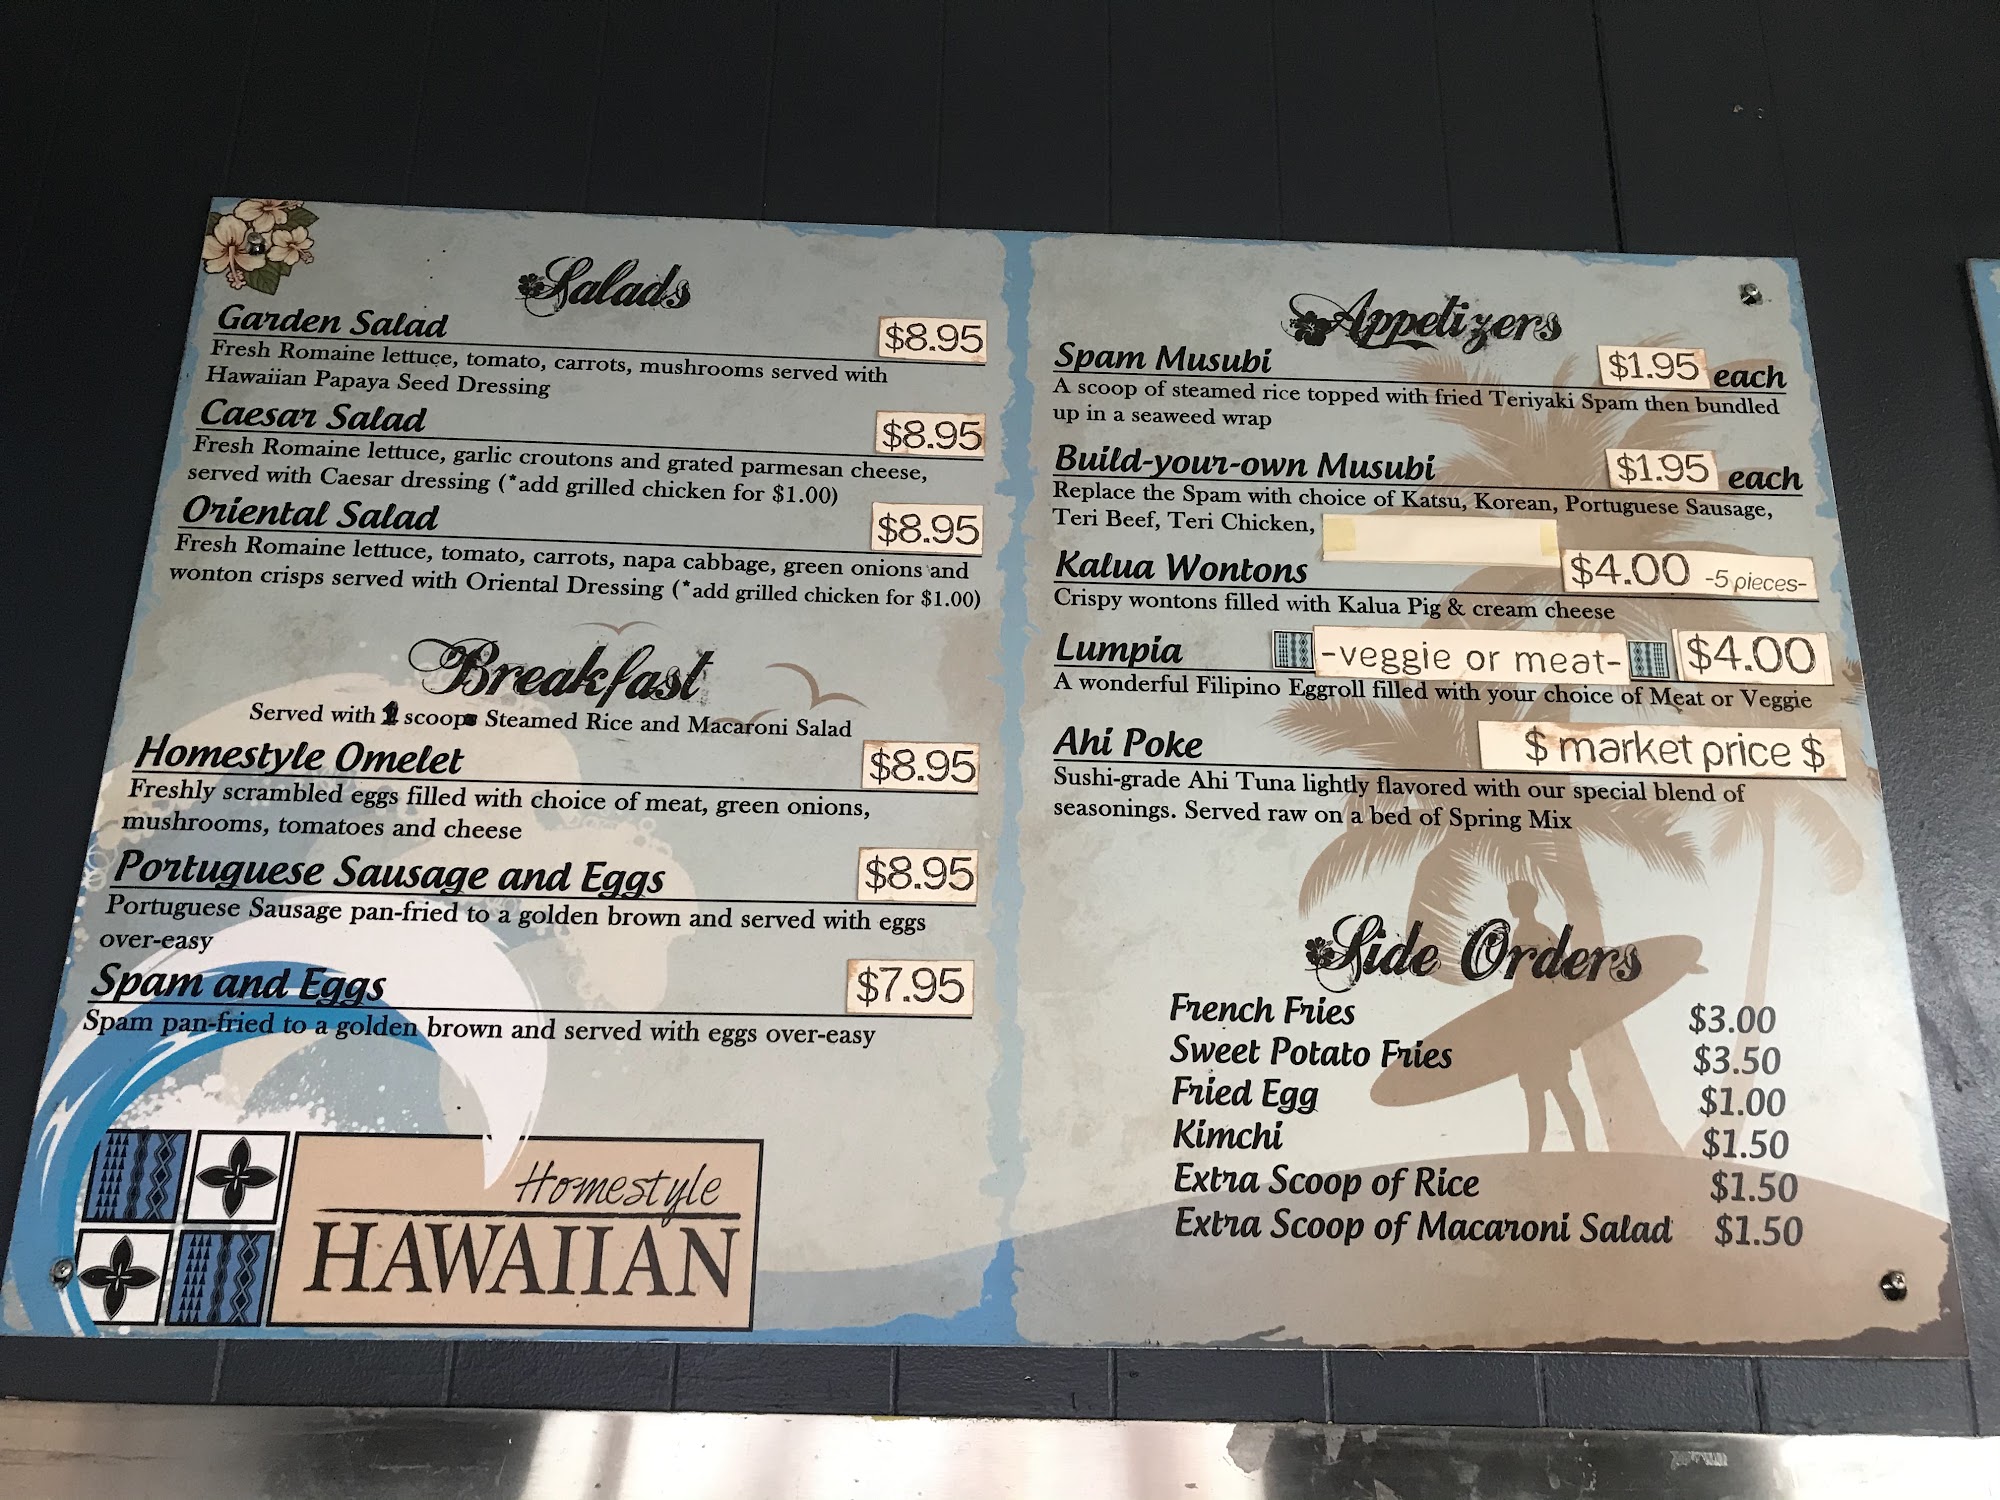 Salads
Garden Salad $8.95
Fresh Romaine lettuce, tomato, carrots, mushrooms served with
Hawaiian Papaya Seed Dressing
Caesar Salad $8.95
Fresh Romaine lettuce, garlic croutons and grated parmesan cheese,
served with Caesar dressing (*add grilled chicken for $1.00)
Oriental Salad $8.95
Fresh Romaine lettuce, tomato, carrots, napa cabbage, green onions and
wonton crisps served with Oriental Dressing (*add grilled chicken for $1.00)
Breakfast
Served with 1 scoop Steamed Rice and Macaroni Salad
Homestyle Omelet $8.95
Freshly scrambled eggs filled with choice of meat, green onions,
mushrooms, tomatoes and cheese
Portuguese Sausage and Eggs $8.95
Portuguese Sausage pan-fried to a golden brown and served with eggs
over-easy
Spam and Eggs $7.95
Spam pan-fried to a golden brown and served with eggs over-easy
Homestyle
HAWAIIAN
Appetizers
Spam Musubi $1.95 each
A scoop of steamed rice topped with fried Teriyaki Spam then bundled
up in a seaweed wrap
Build-your-own Musubi $1.95 each
Replace the Spam with choice of Katsu, Korean, Portuguese Sausage,
Teri Beef, Teri Chicken,
Kalua Wontons $4.00 -5 pieces-
Crispy wontons filled with Kalua Pig & cream cheese
Lumpia -veggie or meat- $4.00
A wonderful Filipino Eggroll filled with your choice of Meat or Veggie
Ahi Poke $ market price $
Sushi-grade Ahi Tuna lightly flavored with our special blend of
seasonings. Served raw on a bed of Spring Mix
Side Orders
French Fries $3.00
Sweet Potato Fries $3.50
Fried Egg $1.00
Kimchi $1.50
Extra Scoop of Rice $1.50
Extra Scoop of Macaroni Salad $1.50